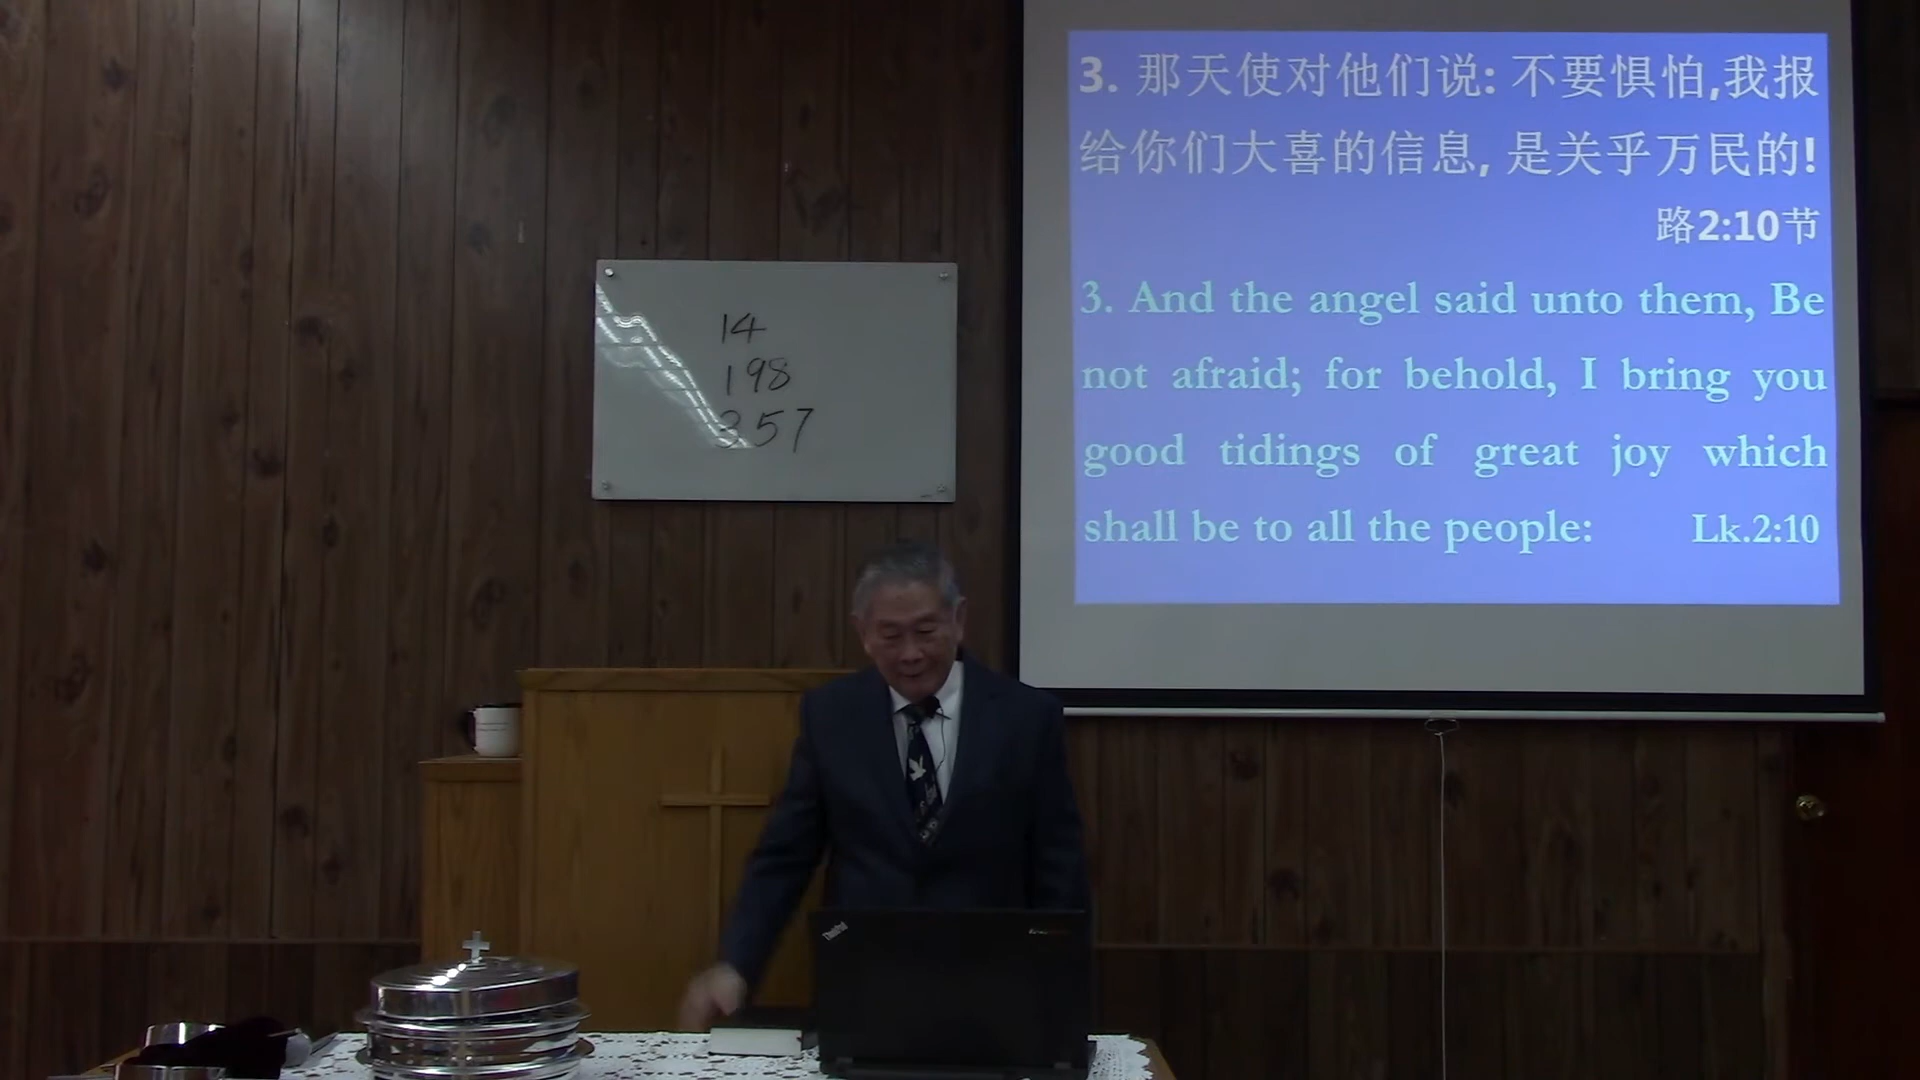 3. 那天使对他们说: 不要惧怕,我报
给你们大喜的信息, 是关乎万民的!
路2:10节
3. And the angel said unto them, Be
not afraid; for behold, I bring you
good tidings of great joy which
shall be to all the people: Lk.2:10
14
198
357
ThinkPad